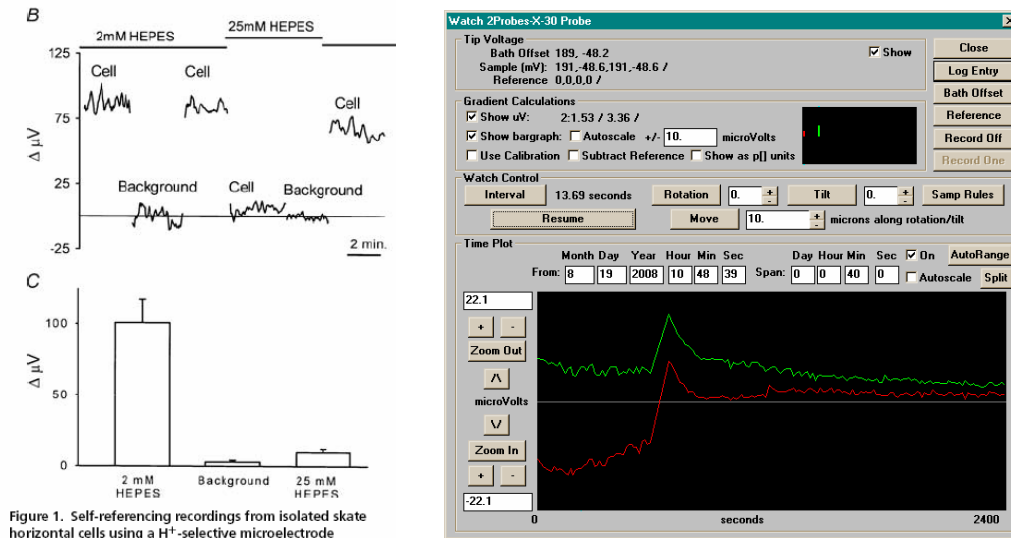 B
2mM HEPES
25mM HEPES
125
Cell
Cell
Cell
75
Δ µV
Background
Cell
Background
25
-25
2 min.
C
100
Δ µV
50
0
2 mM
HEPES
Background
25 mM
HEPES
Figure 1. Self-referencing recordings from isolated skate
horizontal cells using a H⁺-selective microelectrode
Watch 2Probes-X-30 Probe
Tip Voltage
Bath Offset 189, -48.2
Sample (mV): 191,-48.6,191,-48.6 /
Reference 0,0,0,0 /
Show
Close
Log Entry
Bath Offset
Reference
Record Off
Record One
Gradient Calculations
Show uV: 2:1.53 / 3.36 /
Show bargraph: Autoscale +/- 10. microVolts
Use Calibration Subtract Reference Show as p[] units
Watch Control
Interval 13.69 seconds Rotation 0. + - Tilt 0. + - Samp Rules
Resume Move 10. + - microns along rotation/tilt
Time Plot
Month Day Year Hour Min Sec Day Hour Min Sec On AutoRange
From: 8 19 2008 10 48 39 Span: 0 0 40 0 Autoscale Split
22.1
+ -
Zoom Out
/\
microVolts
\/
Zoom In
+ -
-22.1
0 seconds 2400